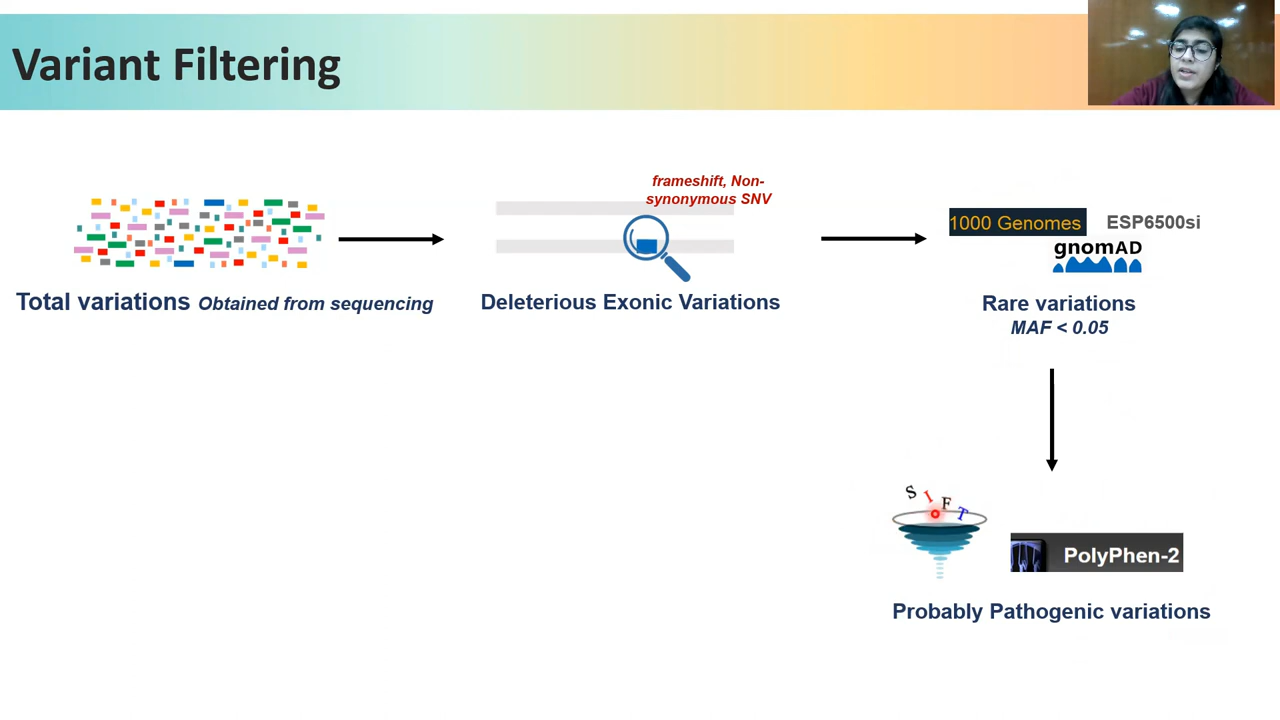 Variant Filtering
frameshift, Non-
synonymous SNV
1000 Genomes
ESP6500si
gnomAD
Total variations Obtained from sequencing
Deleterious Exonic Variations
Rare variations
MAF < 0.05
SIFT
PolyPhen-2
Probably Pathogenic variations